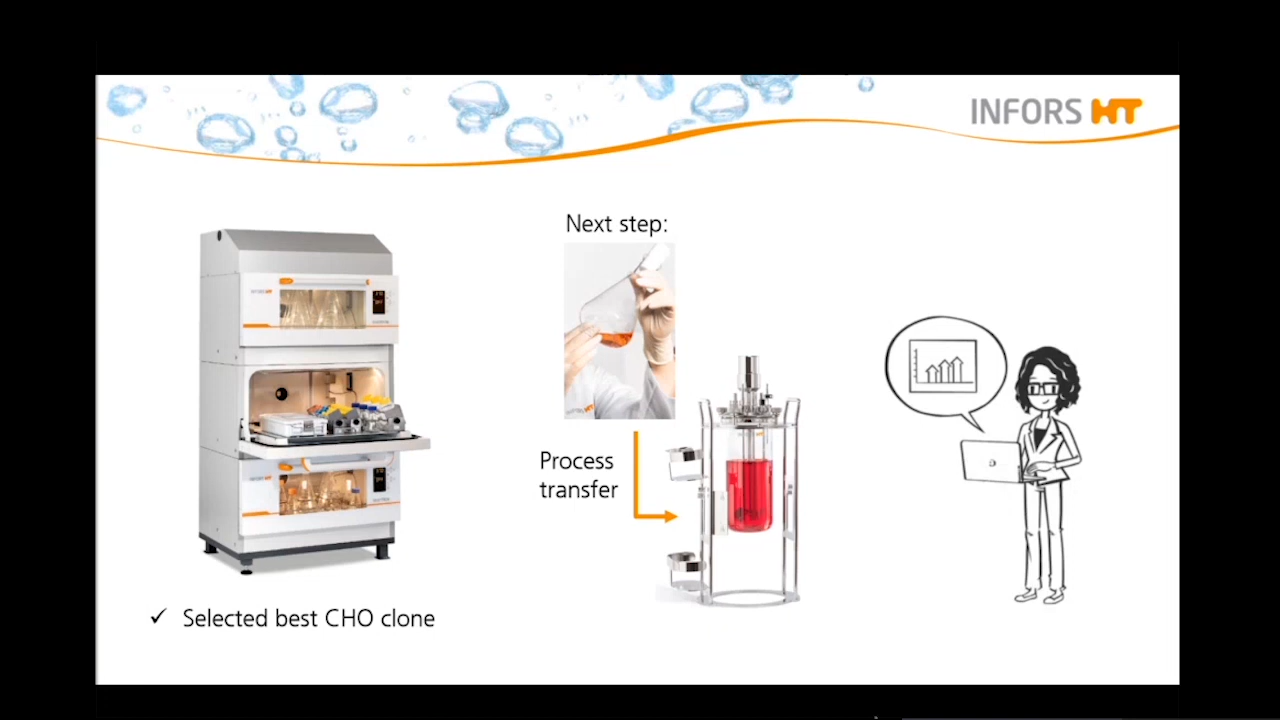 INFORS HT
Next step:
Process
transfer
✓ Selected best CHO clone